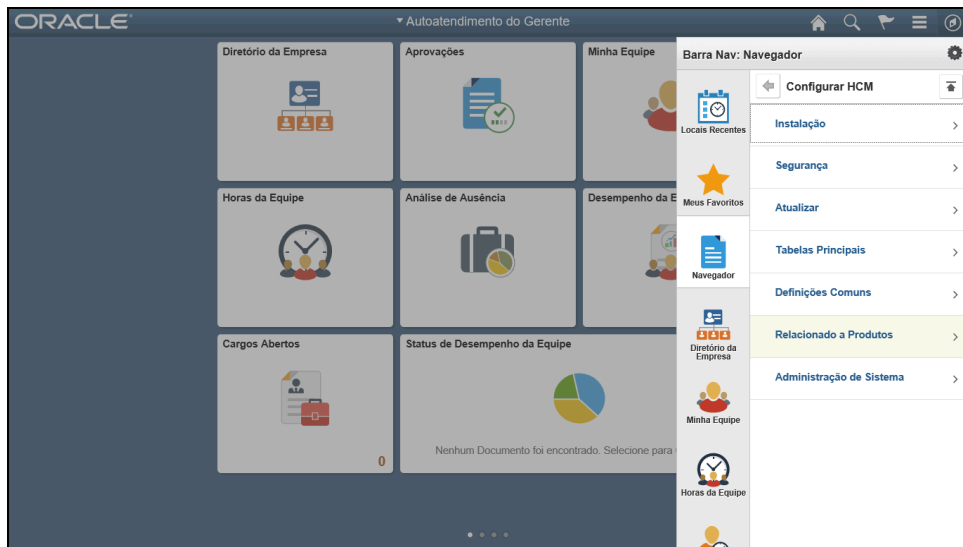 ORACLE
Autoatendimento do Gerente
Diretório da Empresa
Aprovações
Minha Equipe
Horas da Equipe
Análise de Ausência
Desempenho da
Cargos Abertos
0
Status de Desempenho da Equipe
Nenhum Documento foi encontrado. Selecione para
Barra Nav: Navegador
Locais Recentes
Meus Favoritos
Navegador
Diretório da
Empresa
Minha Equipe
Horas da Equipe
Configurar HCM
Instalação
Segurança
Atualizar
Tabelas Principais
Definições Comuns
Relacionado a Produtos
Administração de Sistema